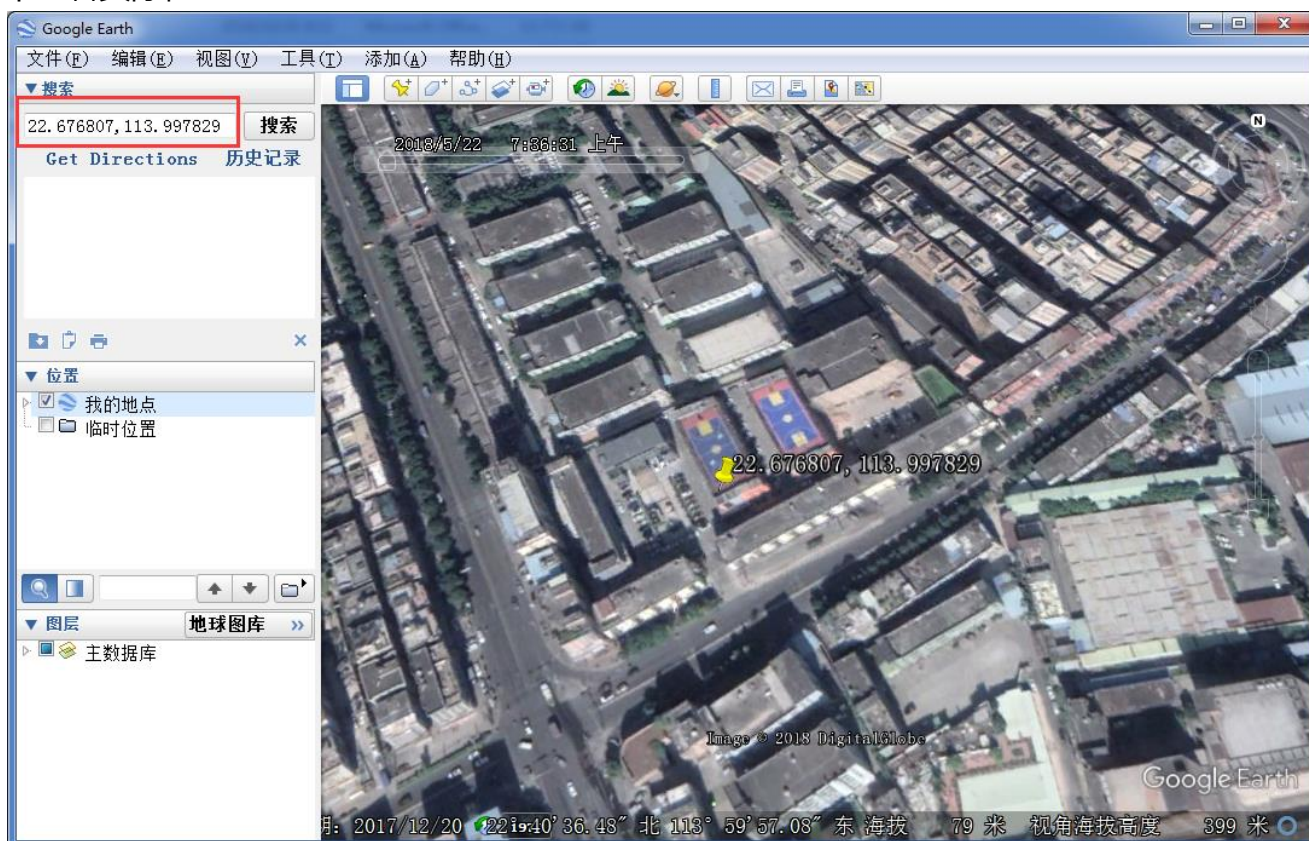 Google Earth
文件(F) 编辑(E) 视图(V) 工具(T) 添加(A) 帮助(H)
▼搜索
22.676807,113.997829 搜索
Get Directions 历史记录
▼ 位置
我的地点
临时位置
▼ 图层 地球图库 »
主数据库
2018/5/22 7:36:31 上午
N
22.676807, 113.997829
Image © 2018 DigitalGlobe
Google Earth
2017/12/20 22° 40'36.48" 北 113° 59'57.08" 东 海拔 79 米 视角海拔高度 399 米